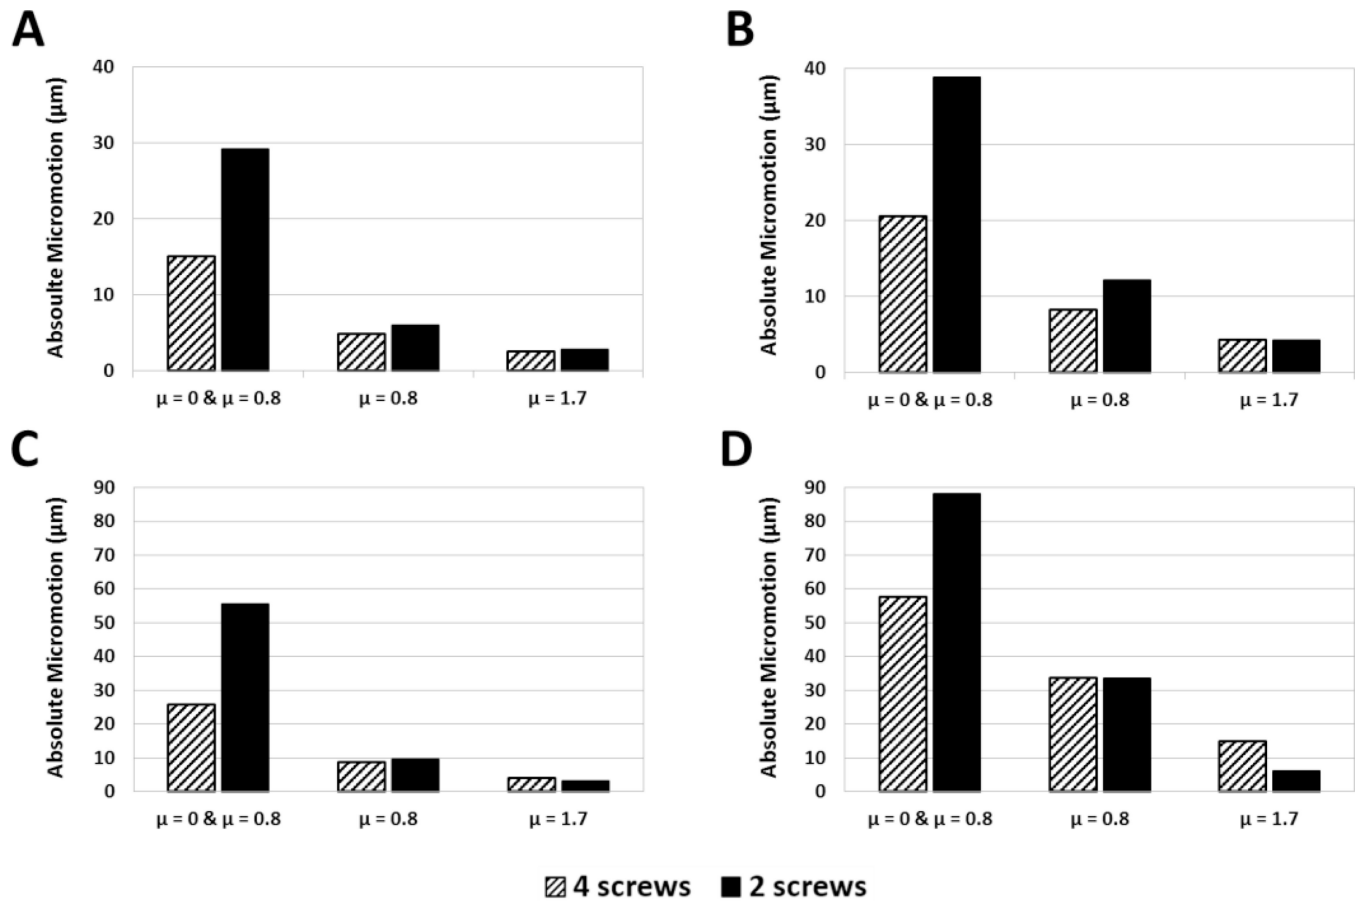 A
Absoulte Micromotion (µm)
40
30
20
10
0
µ = 0 & µ = 0.8
µ = 0.8
µ = 1.7
B
Absolute Micromotion (µm)
40
30
20
10
0
µ = 0 & µ = 0.8
µ = 0.8
µ = 1.7
C
Absolute Micromotion (µm)
90
80
70
60
50
40
30
20
10
0
µ = 0 & µ = 0.8
µ = 0.8
µ = 1.7
D
Absolute Micromotion (µm)
90
80
70
60
50
40
30
20
10
0
µ = 0 & µ = 0.8
µ = 0.8
µ = 1.7
4 screws
2 screws